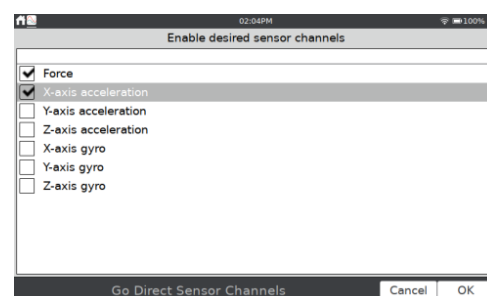 02:04PM 100%
Enable desired sensor channels
Force
X-axis acceleration
Y-axis acceleration
Z-axis acceleration
X-axis gyro
Y-axis gyro
Z-axis gyro
Go Direct Sensor Channels Cancel OK